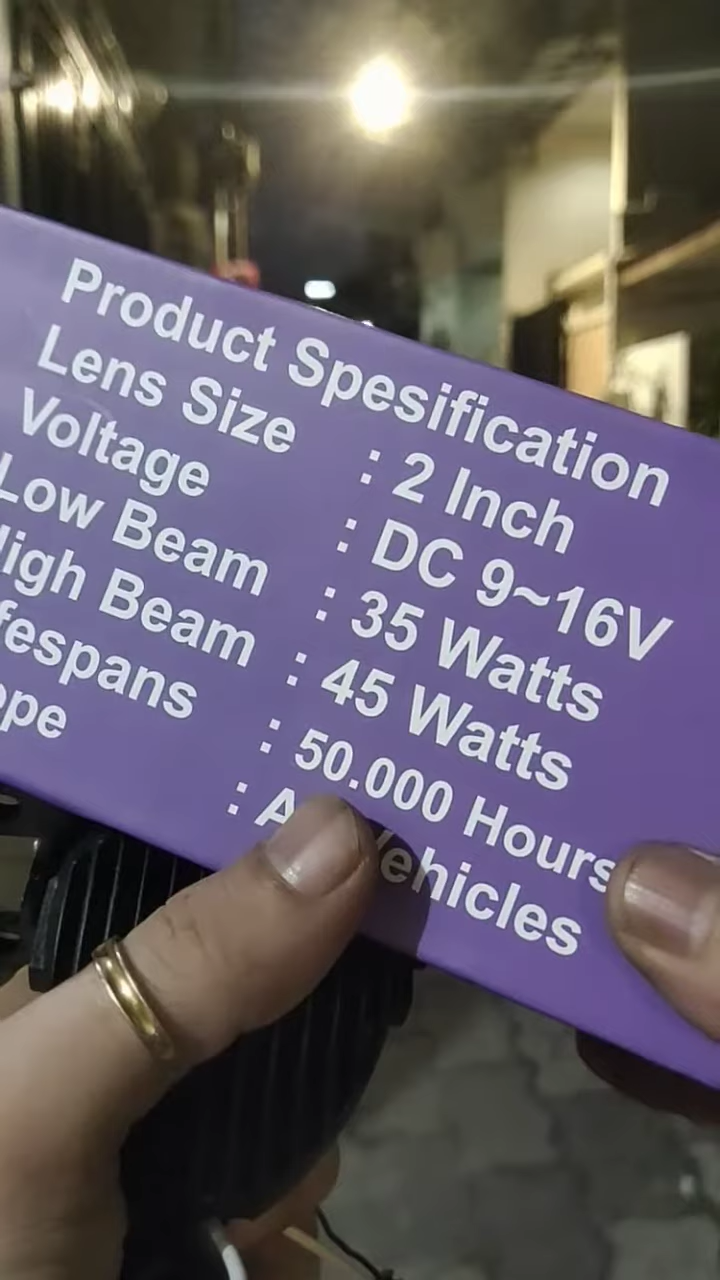 Product Spesification
Lens Size : 2 Inch
Voltage : DC 9~16V
Low Beam : 35 Watts
High Beam : 45 Watts
fespans : 50.000 Hours
: Vehicles